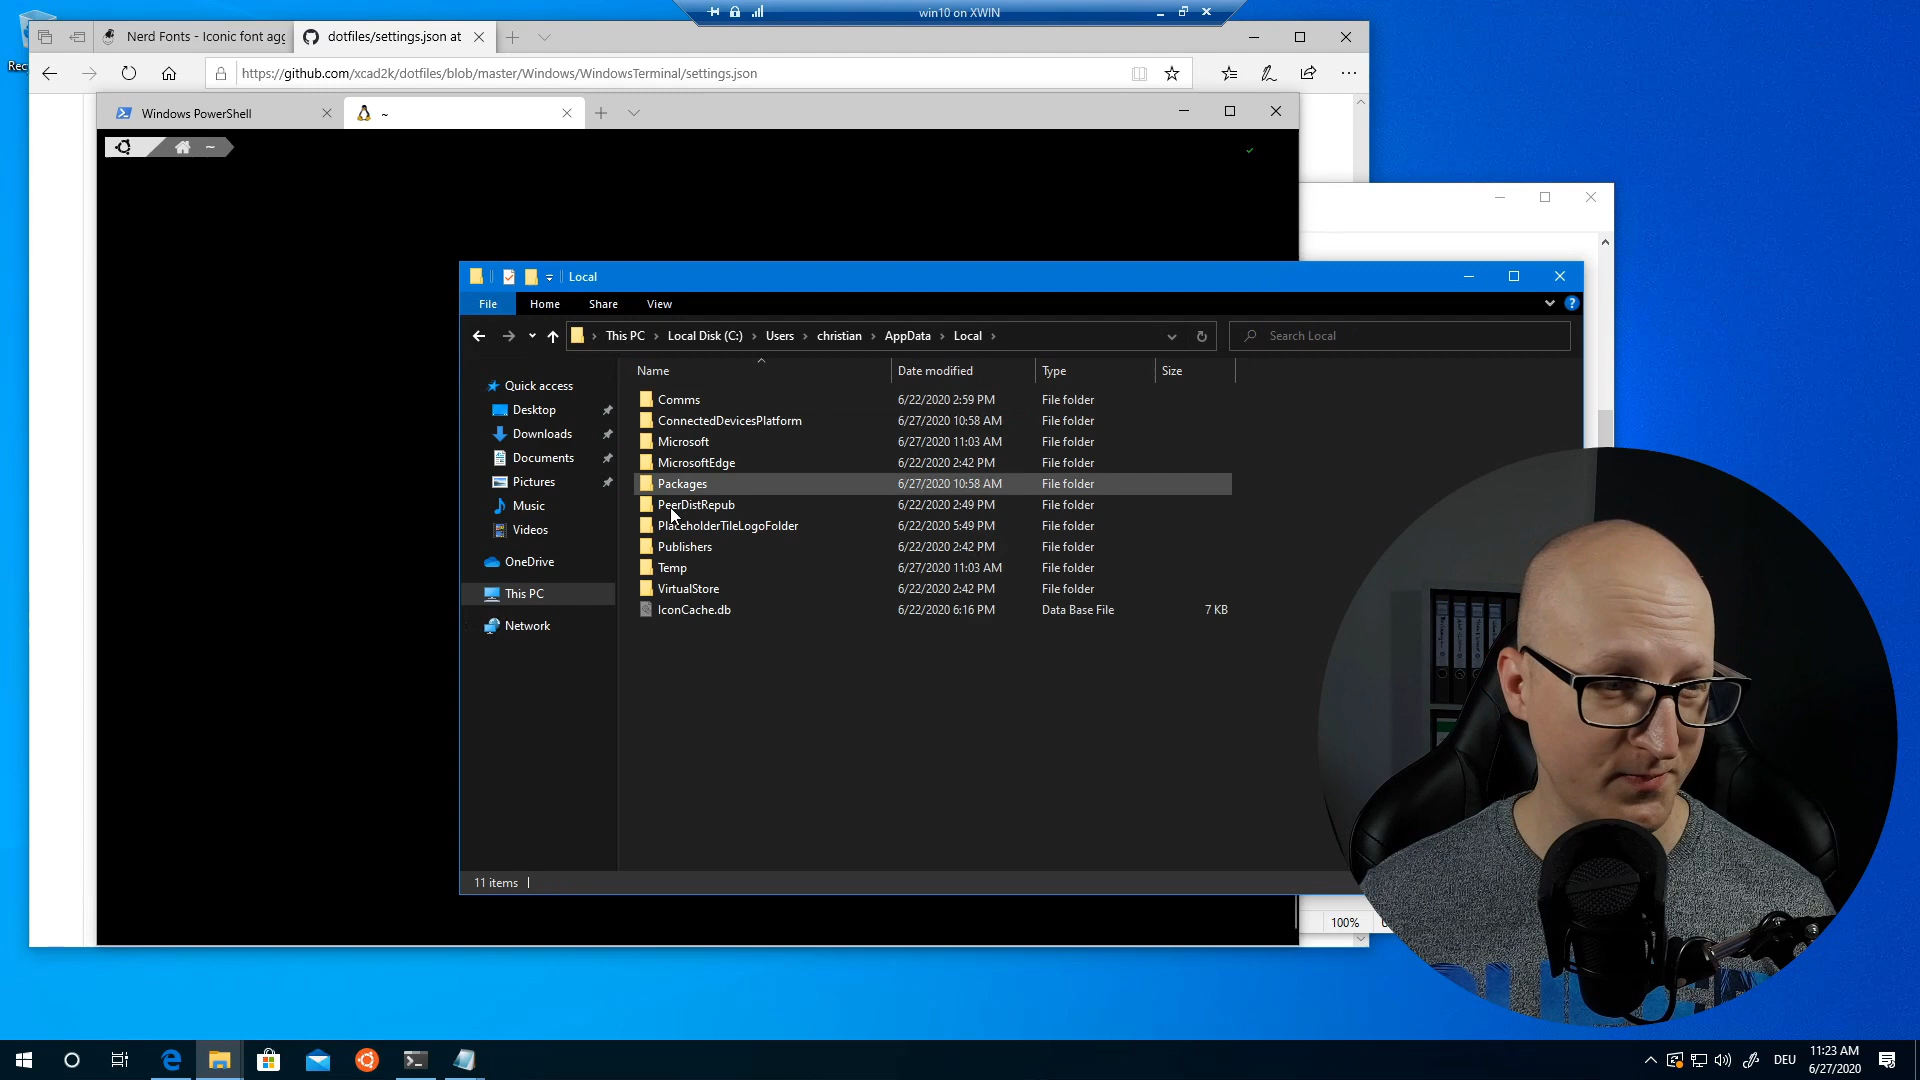 win10 on XWIN
Nerd Fonts - Iconic font agg
dotfiles/settings.json at
https://github.com/xcad2k/dotfiles/blob/master/Windows/WindowsTerminal/settings.json
Windows PowerShell
~
~
Local
File
Home
Share
View
This PC
Local Disk (C:)
Users
christian
AppData
Local
Search Local
Name
Date modified
Type
Size
Quick access
Desktop
Downloads
Documents
Pictures
Music
Videos
OneDrive
This PC
Network
Comms 6/22/2020 2:59 PM File folder
ConnectedDevicesPlatform 6/27/2020 10:58 AM File folder
Microsoft 6/27/2020 11:03 AM File folder
MicrosoftEdge 6/22/2020 2:42 PM File folder
Packages 6/27/2020 10:58 AM File folder
PeerDistRepub 6/22/2020 2:49 PM File folder
PlaceholderTileLogoFolder 6/22/2020 5:49 PM File folder
Publishers 6/22/2020 2:42 PM File folder
Temp 6/27/2020 11:03 AM File folder
VirtualStore 6/22/2020 2:42 PM File folder
IconCache.db 6/22/2020 6:16 PM Data Base File 7 KB
11 items
100%
DEU
11:23 AM
6/27/2020